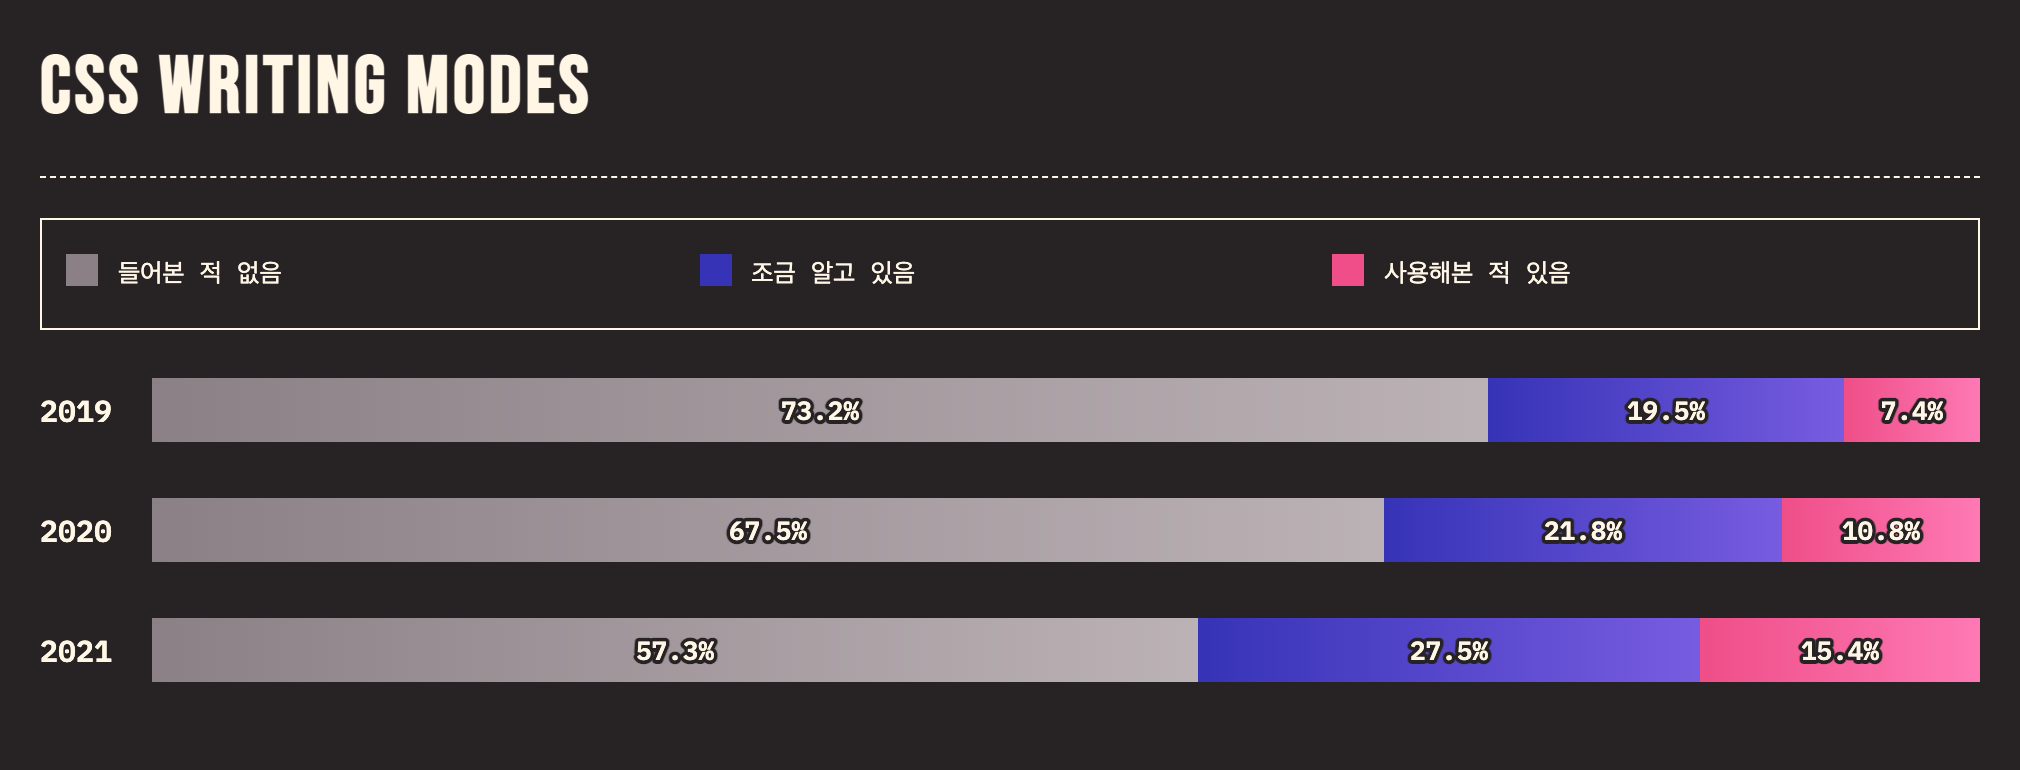 CSS WRITING MODES
들어본 적 없음 조금 알고 있음 사용해본 적 있음
2019 73.2% 19.5% 7.4%
2020 67.5% 21.8% 10.8%
2021 57.3% 27.5% 15.4%